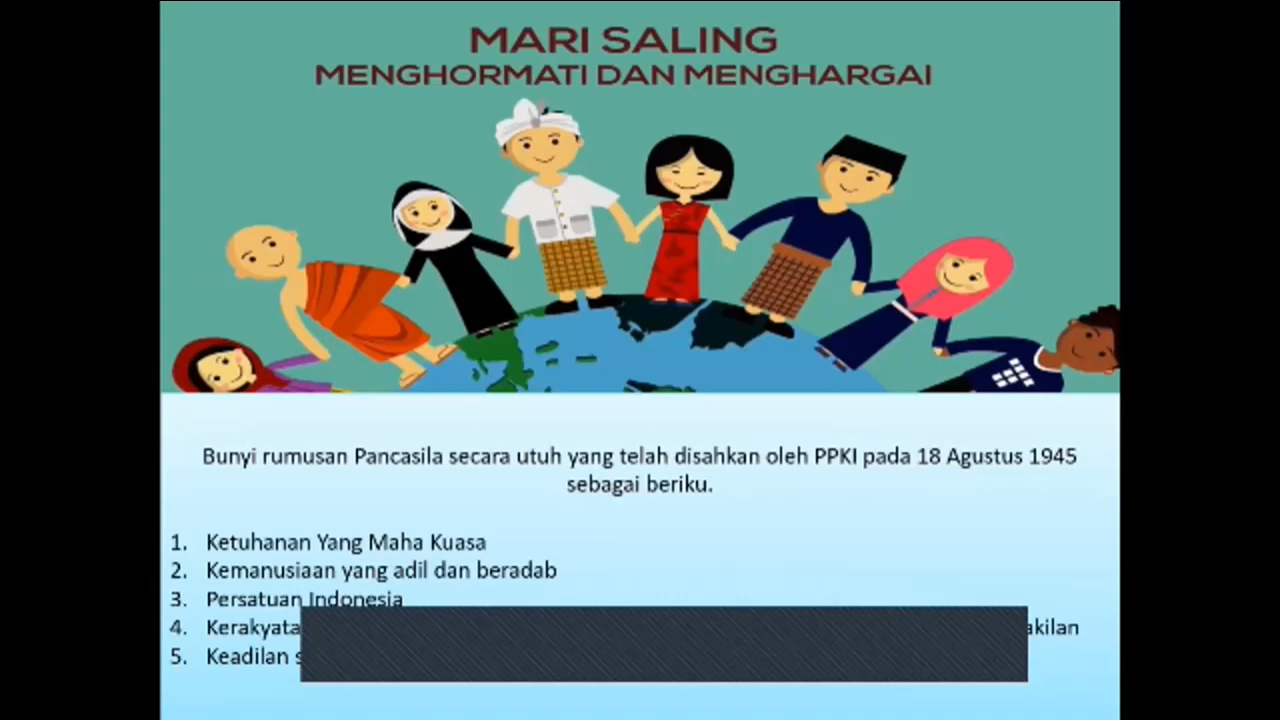 MARI SALING
MENGHORMATI DAN MENGHARGAI
Bunyi rumusan Pancasila secara utuh yang telah disahkan oleh PPKI pada 18 Agustus 1945
sebagai beriku.
1. Ketuhanan Yang Maha Kuasa
2. Kemanusiaan yang adil dan beradab
3. Persatuan Indonesia
4.
5. Keadilan